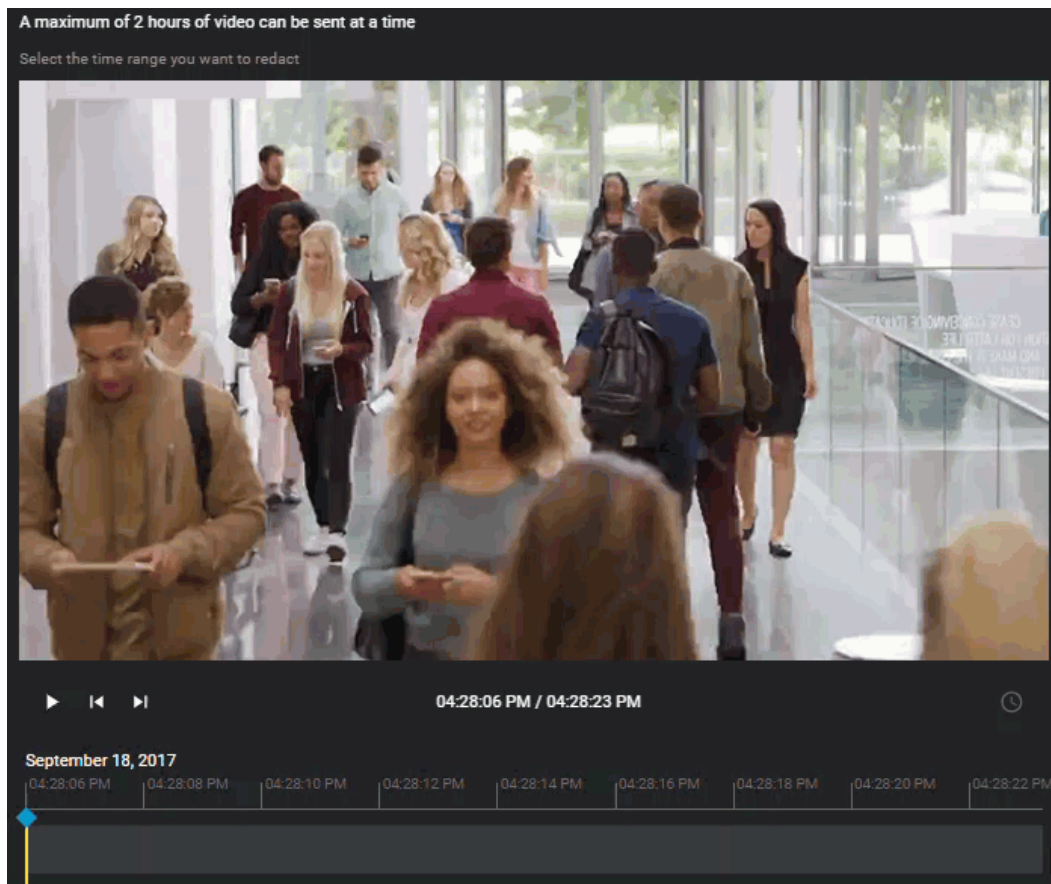 A maximum of 2 hours of video can be sent at a time
Select the time range you want to redact
04:28:06 PM / 04:28:23 PM
September 18, 2017
04:28:06 PM 04:28:08 PM 04:28:10 PM 04:28:12 PM 04:28:14 PM 04:28:16 PM 04:28:18 PM 04:28:20 PM 04:28:22 PM